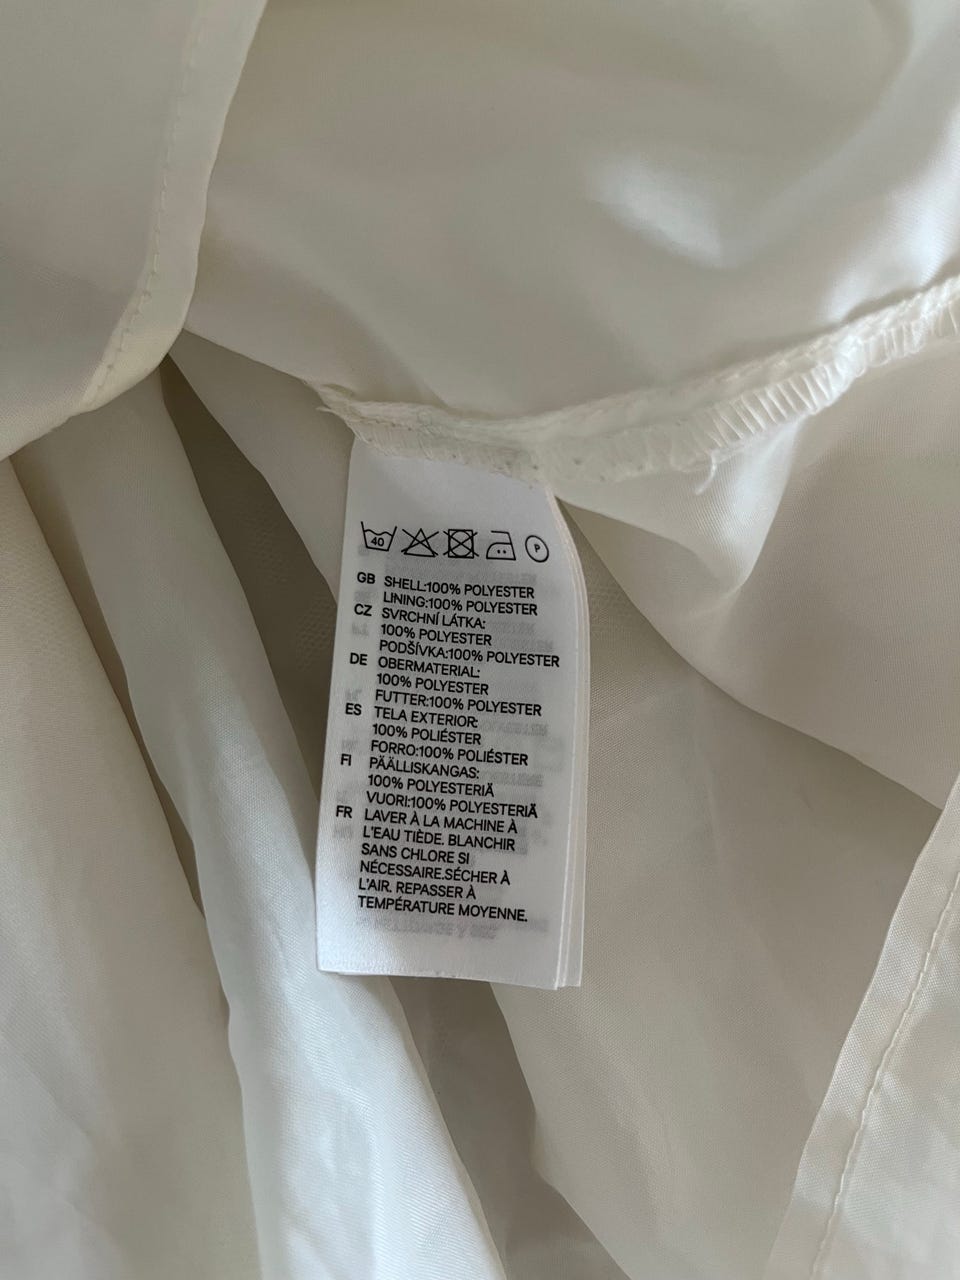 40 P
GB SHELL:100% POLYESTER
LINING:100% POLYESTER
CZ SVRCHNÍ LÁTKA:
100% POLYESTER
PODŠÍVKA:100% POLYESTER
DE OBERMATERIAL:
100% POLYESTER
FUTTER:100% POLYESTER
ES TELA EXTERIOR:
100% POLIÉSTER
FORRO:100% POLIÉSTER
FI PÄÄLLISKANGAS:
100% POLYESTERIÄ
VUORI:100% POLYESTERIÄ
FR LAVER À LA MACHINE À
L'EAU TIÈDE. BLANCHIR
SANS CHLORE SI
NÉCESSAIRE.SÉCHER À
L'AIR. REPASSER À
TEMPÉRATURE MOYENNE.